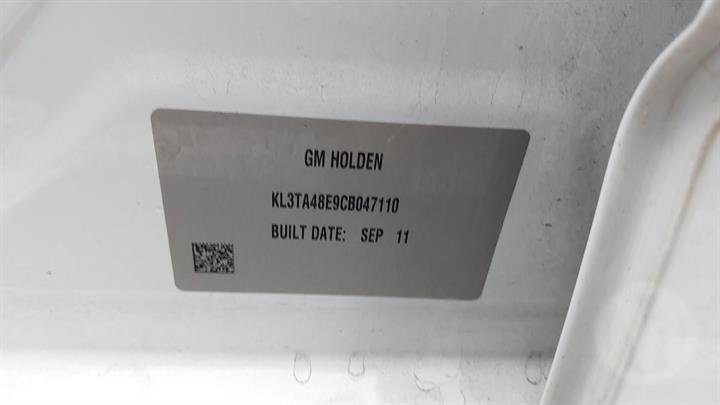 GM HOLDEN
KL3TA48E9CB047110
BUILT DATE: SEP 11